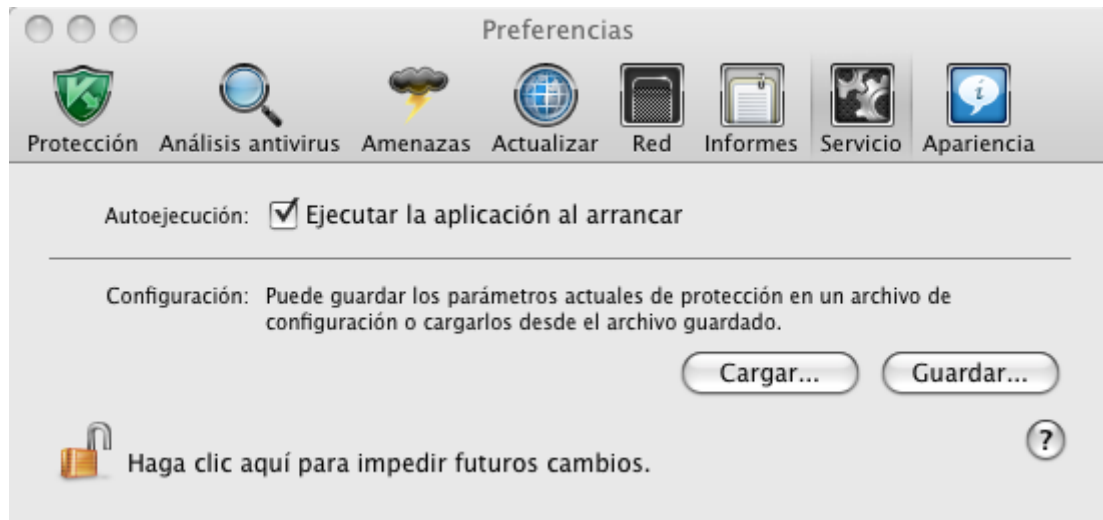 Preferencias
Protección Análisis antivirus Amenazas Actualizar Red Informes Servicio Apariencia
Autoejecución: Ejecutar la aplicación al arrancar
Configuración: Puede guardar los parámetros actuales de protección en un archivo de
configuración o cargarlos desde el archivo guardado.
Cargar... Guardar...
Haga clic aquí para impedir futuros cambios. ?